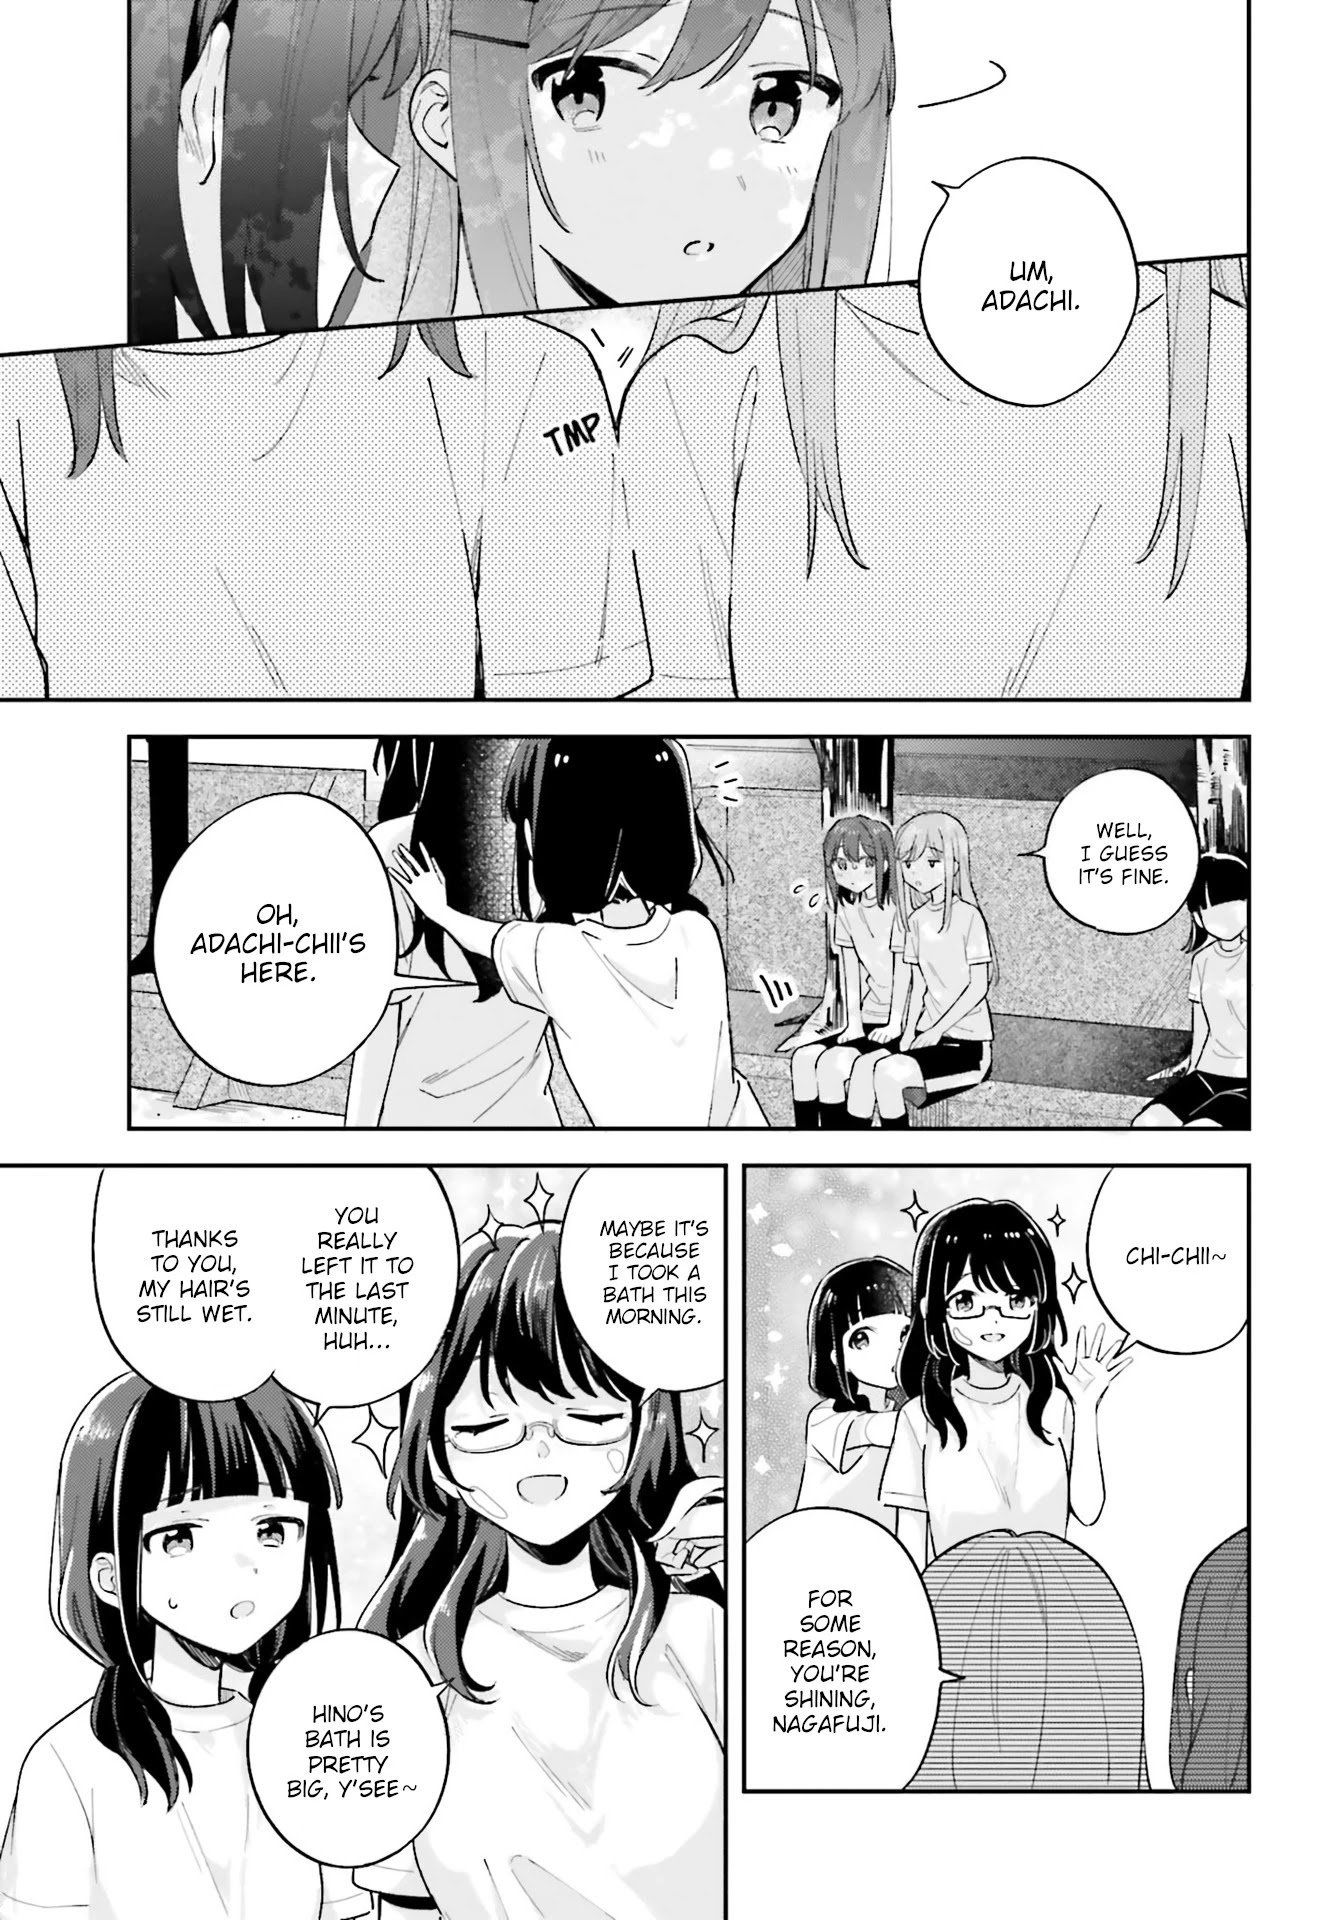 UM,
ADACHI.
TMP
WELL,
I GUESS
IT'S FINE.
OH,
ADACHI-CHII'S
HERE.
CHI-CHII~
FOR
SOME
REASON,
YOU'RE
SHINING,
NAGAFUJI.
MAYBE IT'S
BECAUSE
I TOOK A
BATH THIS
MORNING.
YOU
REALLY
LEFT IT TO
THE LAST
MINUTE,
HUH...
THANKS
TO YOU,
MY HAIR'S
STILL WET.
HINO'S
BATH IS
PRETTY
BIG, Y'SEE~